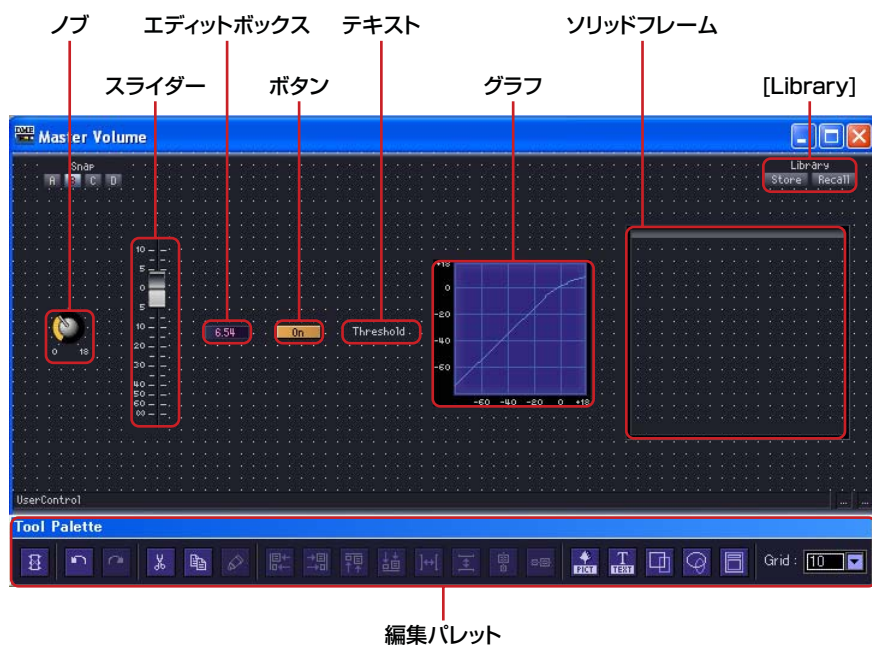 ノブ エディットボックス テキスト ソリッドフレーム
スライダー ボタン グラフ [Library]
Master Volume
Snap
A B C D
Library
Store Recall
10
5
0
5
10
20
30
40
50
60
∞
0 18
6.54
On
Threshold
+18
0
-20
-40
-60
-60 -40 -20 0 +18
UserControl
... ...
Tool Palette
PICT
T
TEXT
Grid : 10
編集パレット